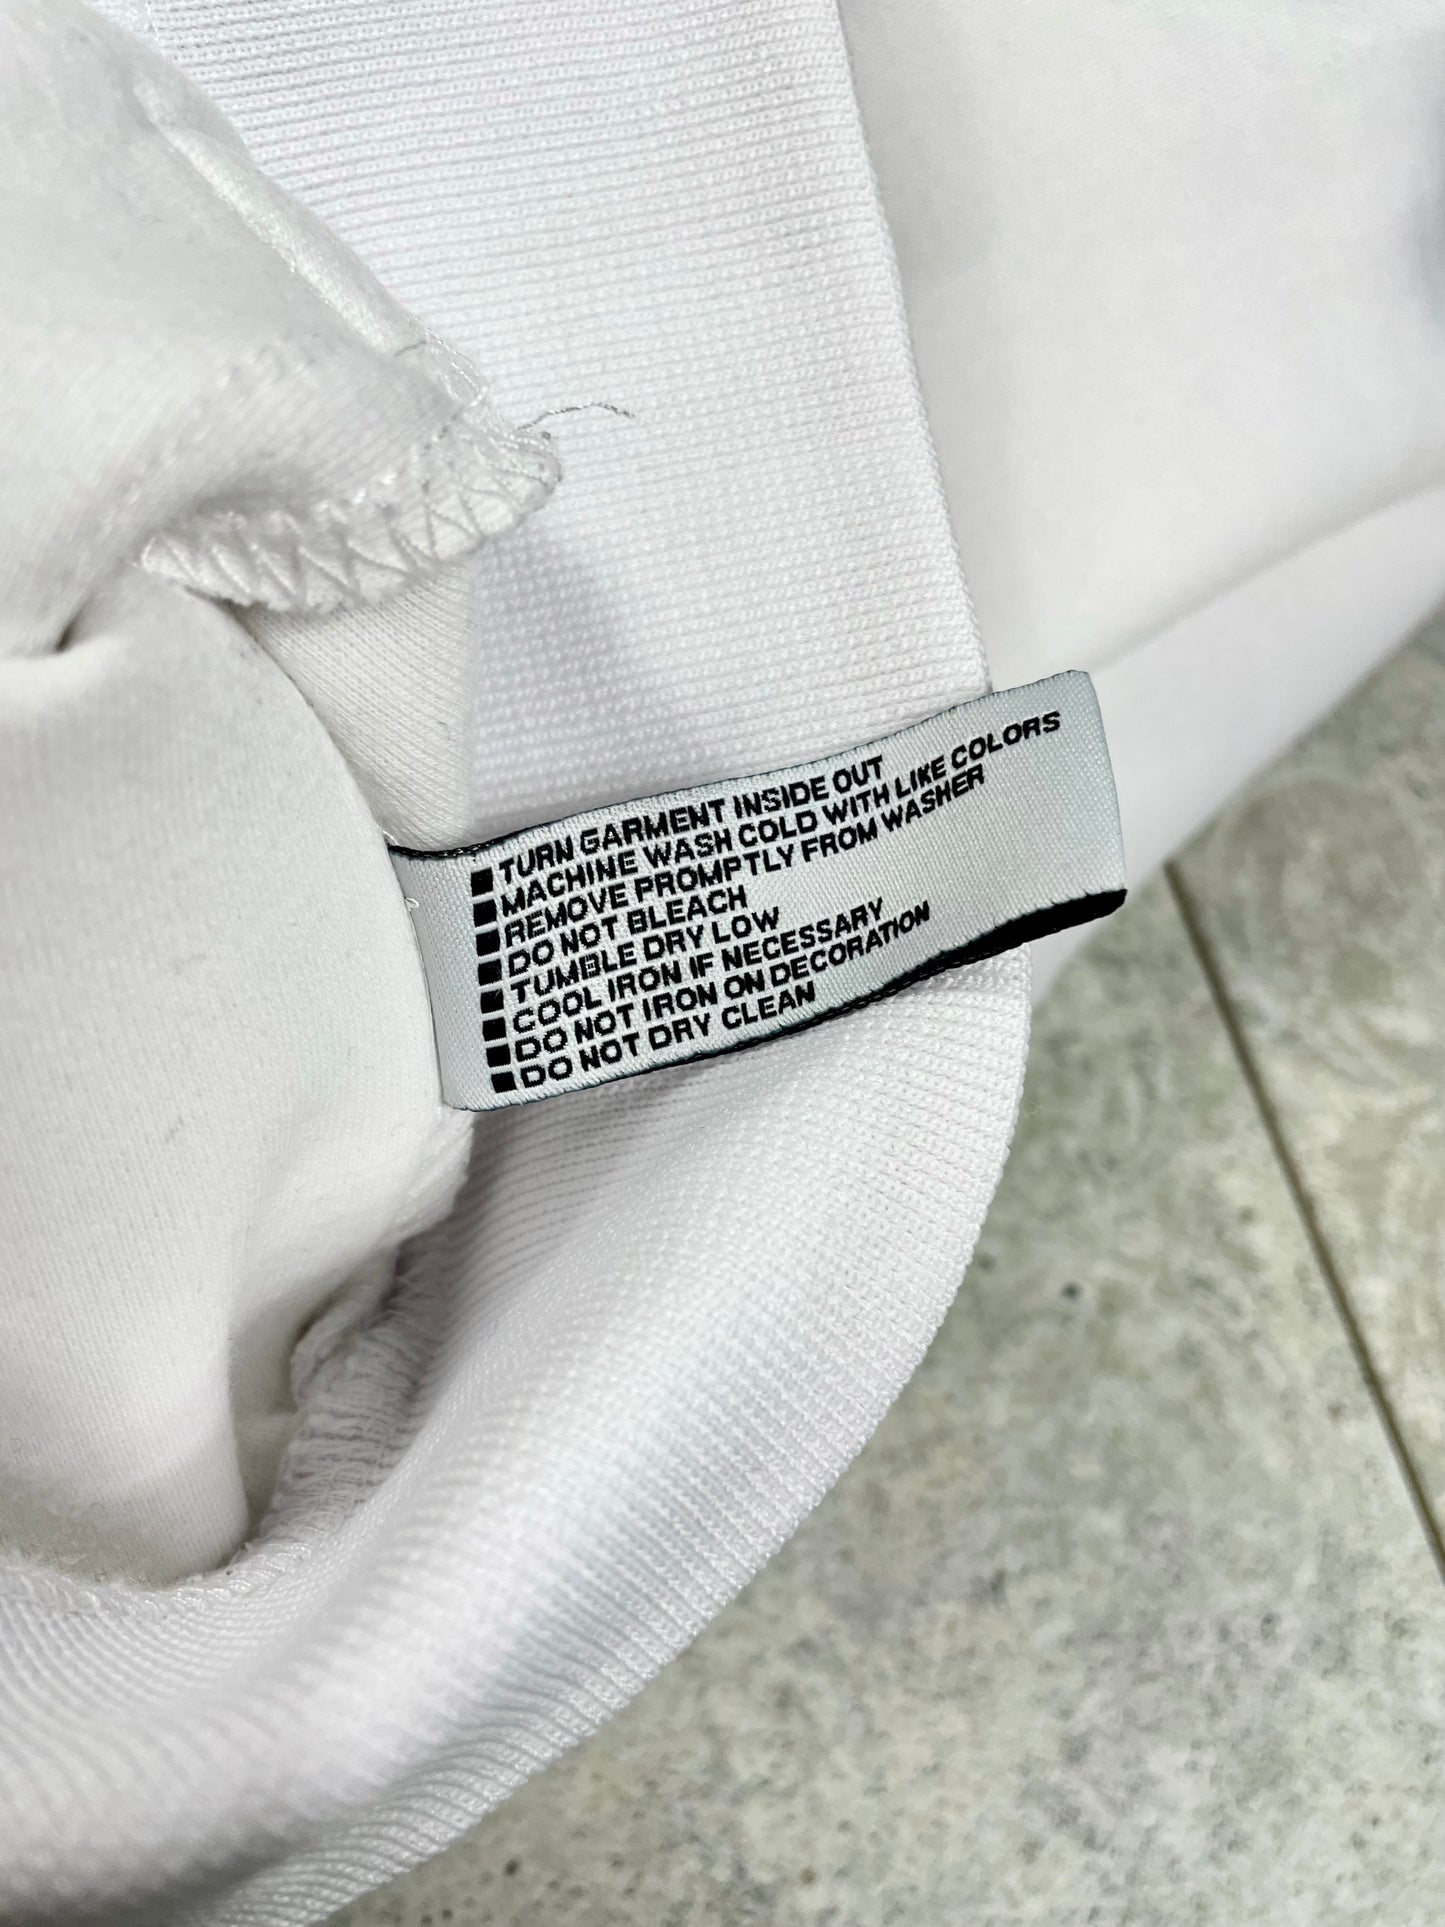 ■ TURN GARMENT INSIDE OUT
■ MACHINE WASH COLD WITH LIKE COLORS
■ REMOVE PROMPTLY FROM WASHER
■ DO NOT BLEACH
■ TUMBLE DRY LOW
■ COOL IRON IF NECESSARY
■ DO NOT IRON ON DECORATION
■ DO NOT DRY CLEAN